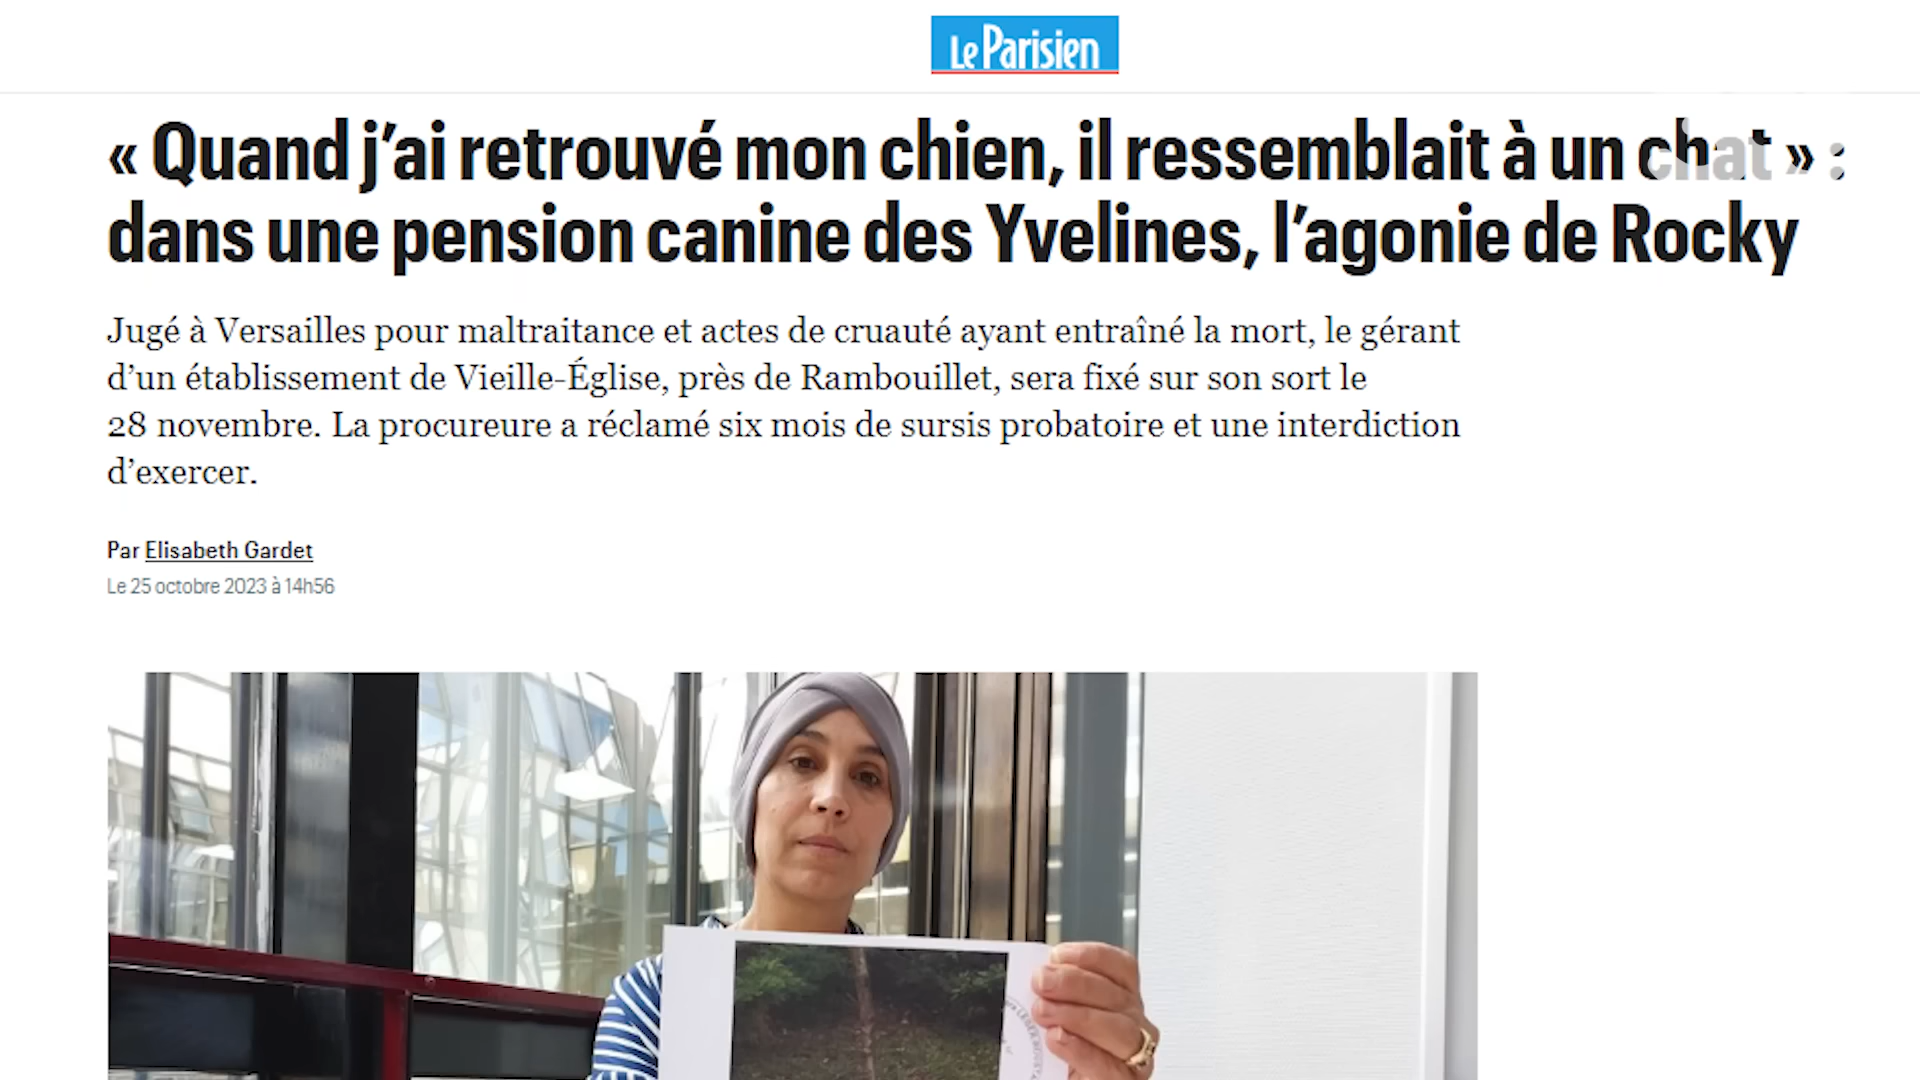 Le Parisien
« Quand j’ai retrouvé mon chien, il ressemblait à un chat » :
dans une pension canine des Yvelines, l’agonie de Rocky
Jugé à Versailles pour maltraitance et actes de cruauté ayant entraîné la mort, le gérant
d’un établissement de Vieille-Église, près de Rambouillet, sera fixé sur son sort le
28 novembre. La procureure a réclamé six mois de sursis probatoire et une interdiction
d’exercer.
Par Elisabeth Gardet
Le 25 octobre 2023 à 14h56